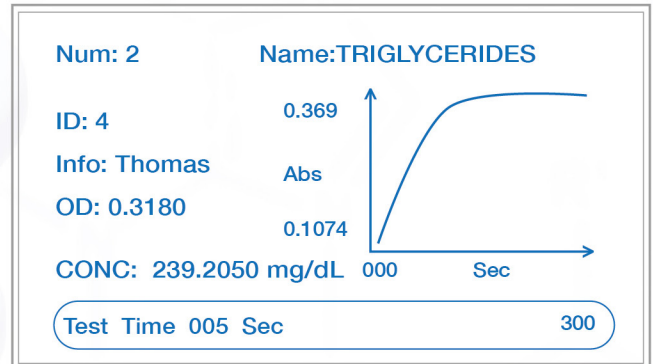 Num: 2 Name:TRIGLYCERIDES
0.369
ID: 4
Info: Thomas
Abs
OD: 0.3180
0.1074
CONC: 239.2050 mg/dL 000 Sec
Test Time 005 Sec 300